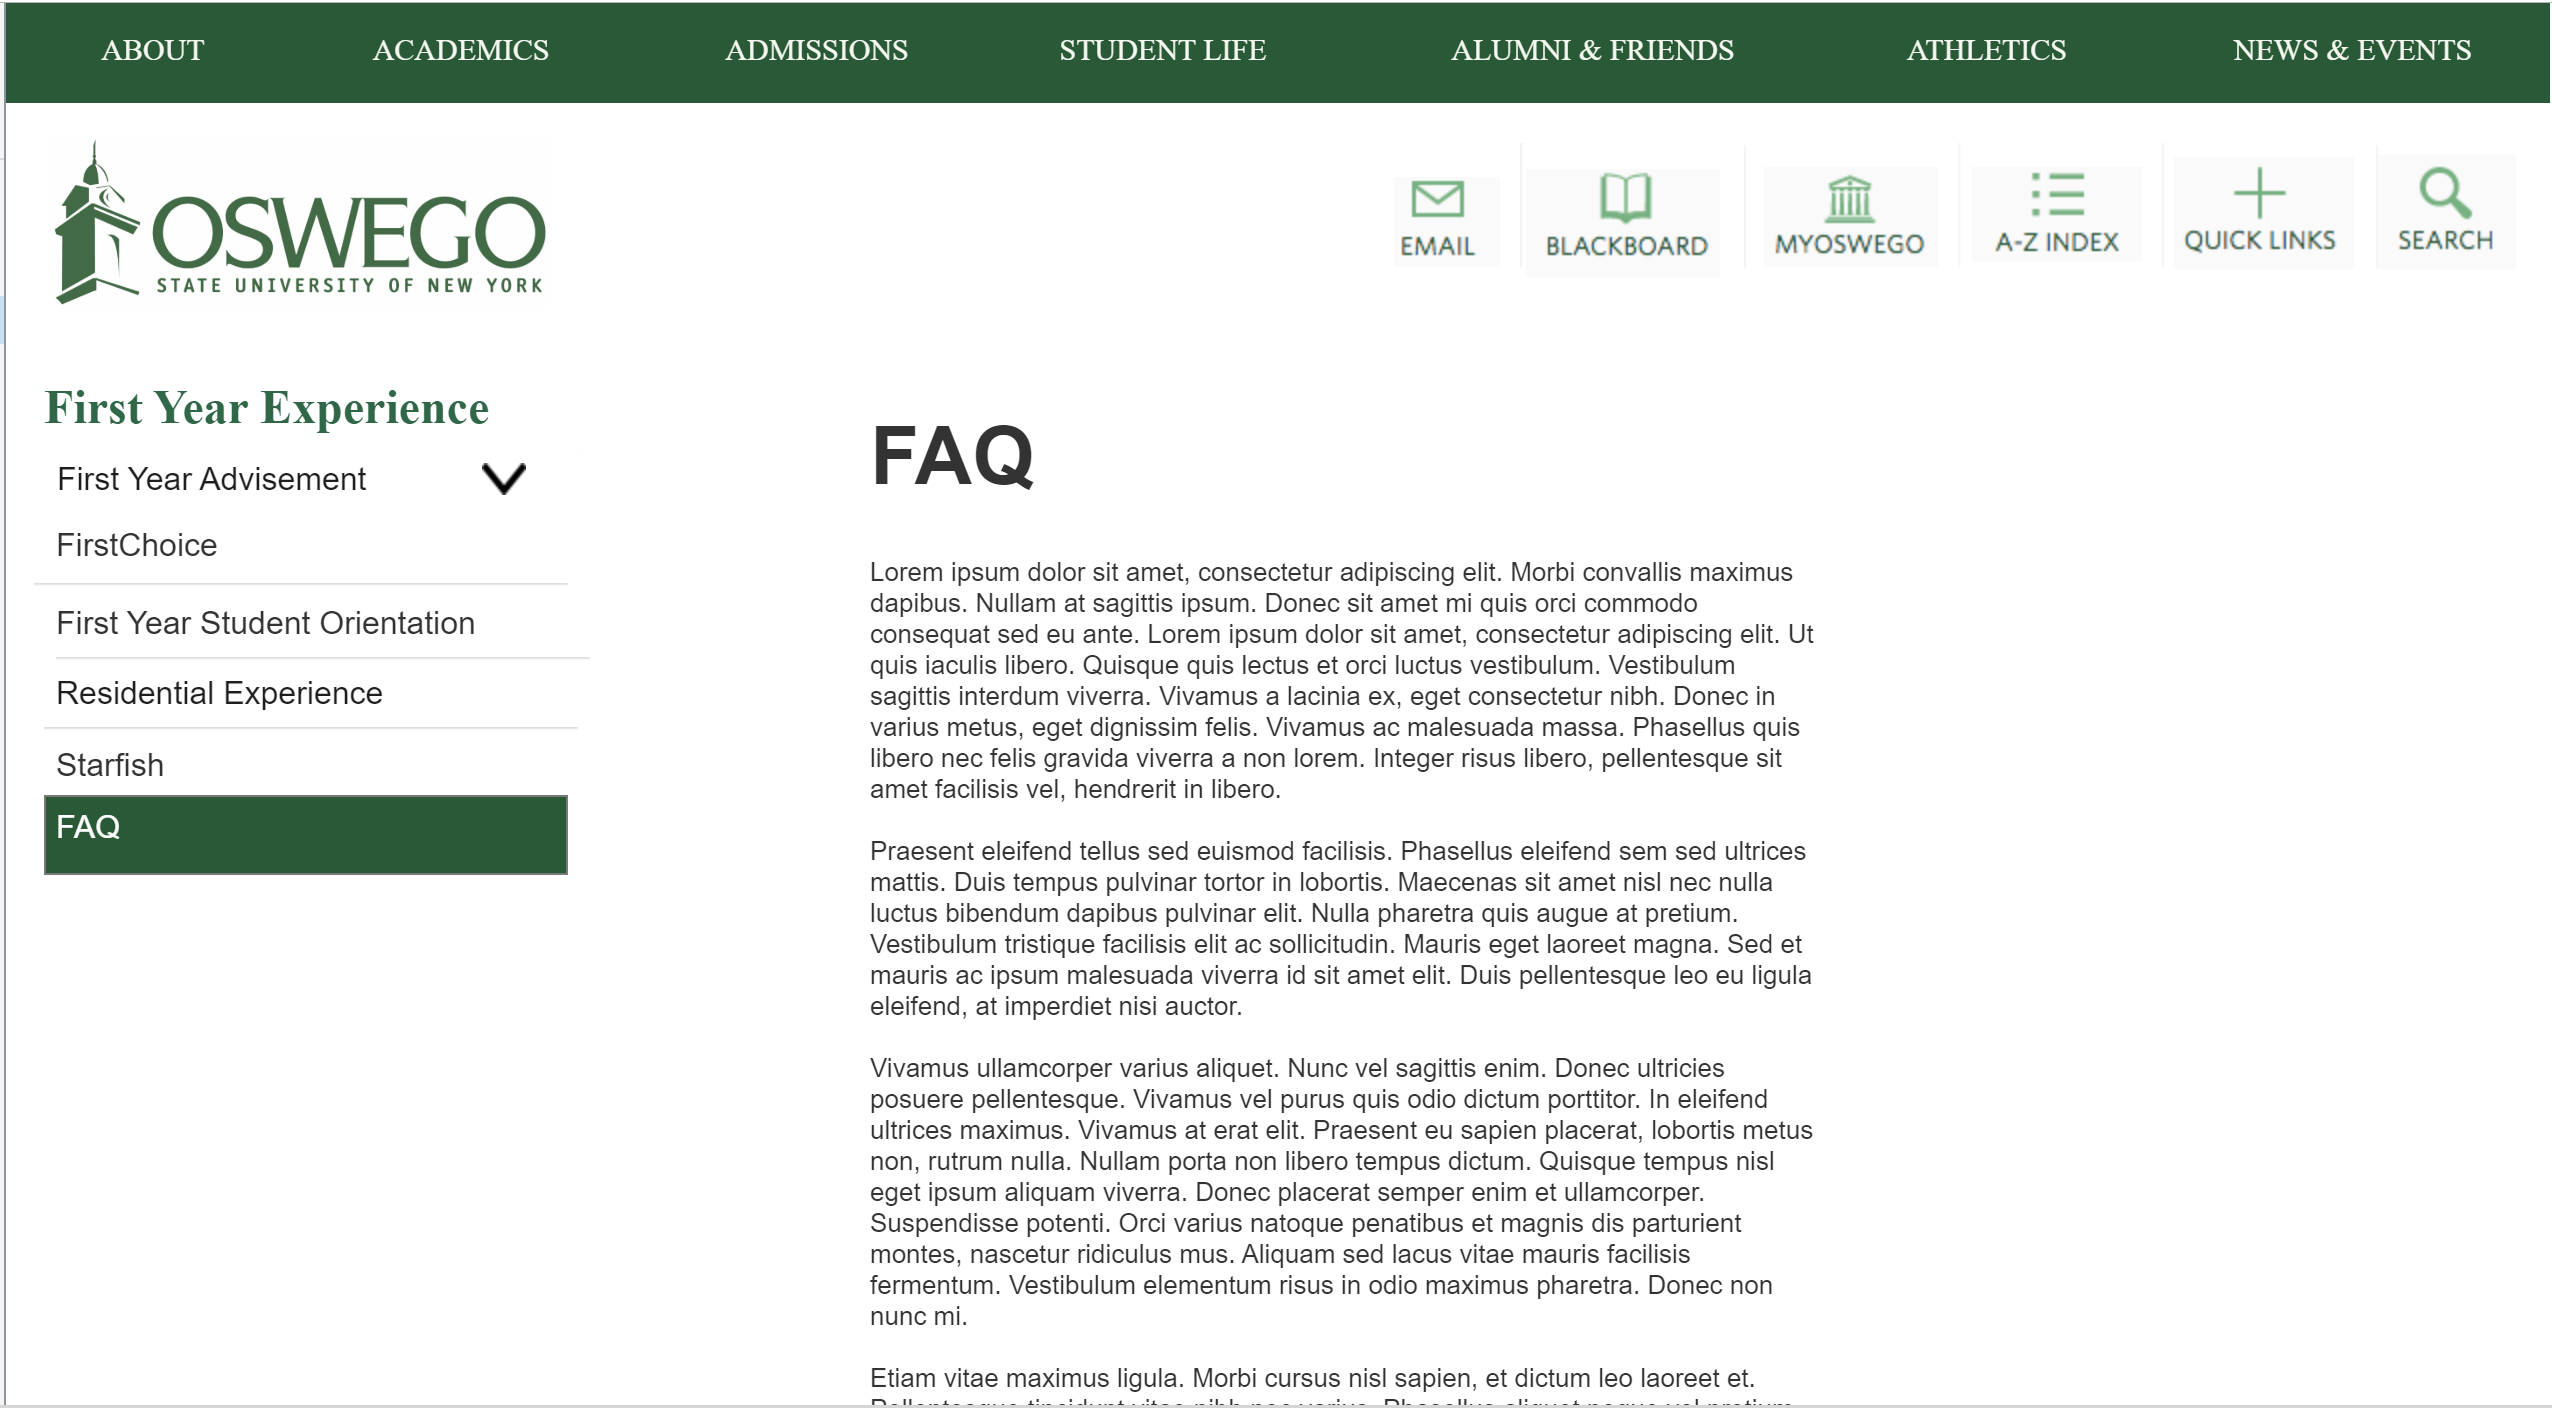 ABOUT ACADEMICS ADMISSIONS STUDENT LIFE ALUMNI & FRIENDS ATHLETICS NEWS & EVENTS
OSWEGO
STATE UNIVERSITY OF NEW YORK
EMAIL BLACKBOARD MYOSWEGO A-Z INDEX QUICK LINKS SEARCH
First Year Experience
First Year Advisement
FirstChoice
First Year Student Orientation
Residential Experience
Starfish
FAQ
FAQ
Lorem ipsum dolor sit amet, consectetur adipiscing elit. Morbi convallis maximus
dapibus. Nullam at sagittis ipsum. Donec sit amet mi quis orci commodo
consequat sed eu ante. Lorem ipsum dolor sit amet, consectetur adipiscing elit. Ut
quis iaculis libero. Quisque quis lectus et orci luctus vestibulum. Vestibulum
sagittis interdum viverra. Vivamus a lacinia ex, eget consectetur nibh. Donec in
varius metus, eget dignissim felis. Vivamus ac malesuada massa. Phasellus quis
libero nec felis gravida viverra a non lorem. Integer risus libero, pellentesque sit
amet facilisis vel, hendrerit in libero.
Praesent eleifend tellus sed euismod facilisis. Phasellus eleifend sem sed ultrices
mattis. Duis tempus pulvinar tortor in lobortis. Maecenas sit amet nisl nec nulla
luctus bibendum dapibus pulvinar elit. Nulla pharetra quis augue at pretium.
Vestibulum tristique facilisis elit ac sollicitudin. Mauris eget laoreet magna. Sed et
mauris ac ipsum malesuada viverra id sit amet elit. Duis pellentesque leo eu ligula
eleifend, at imperdiet nisi auctor.
Vivamus ullamcorper varius aliquet. Nunc vel sagittis enim. Donec ultricies
posuere pellentesque. Vivamus vel purus quis odio dictum porttitor. In eleifend
ultrices maximus. Vivamus at erat elit. Praesent eu sapien placerat, lobortis metus
non, rutrum nulla. Nullam porta non libero tempus dictum. Quisque tempus nisl
eget ipsum aliquam viverra. Donec placerat semper enim et ullamcorper.
Suspendisse potenti. Orci varius natoque penatibus et magnis dis parturient
montes, nascetur ridiculus mus. Aliquam sed lacus vitae mauris facilisis
fermentum. Vestibulum elementum risus in odio maximus pharetra. Donec non
nunc mi.
Etiam vitae maximus ligula. Morbi cursus nisl sapien, et dictum leo laoreet et.